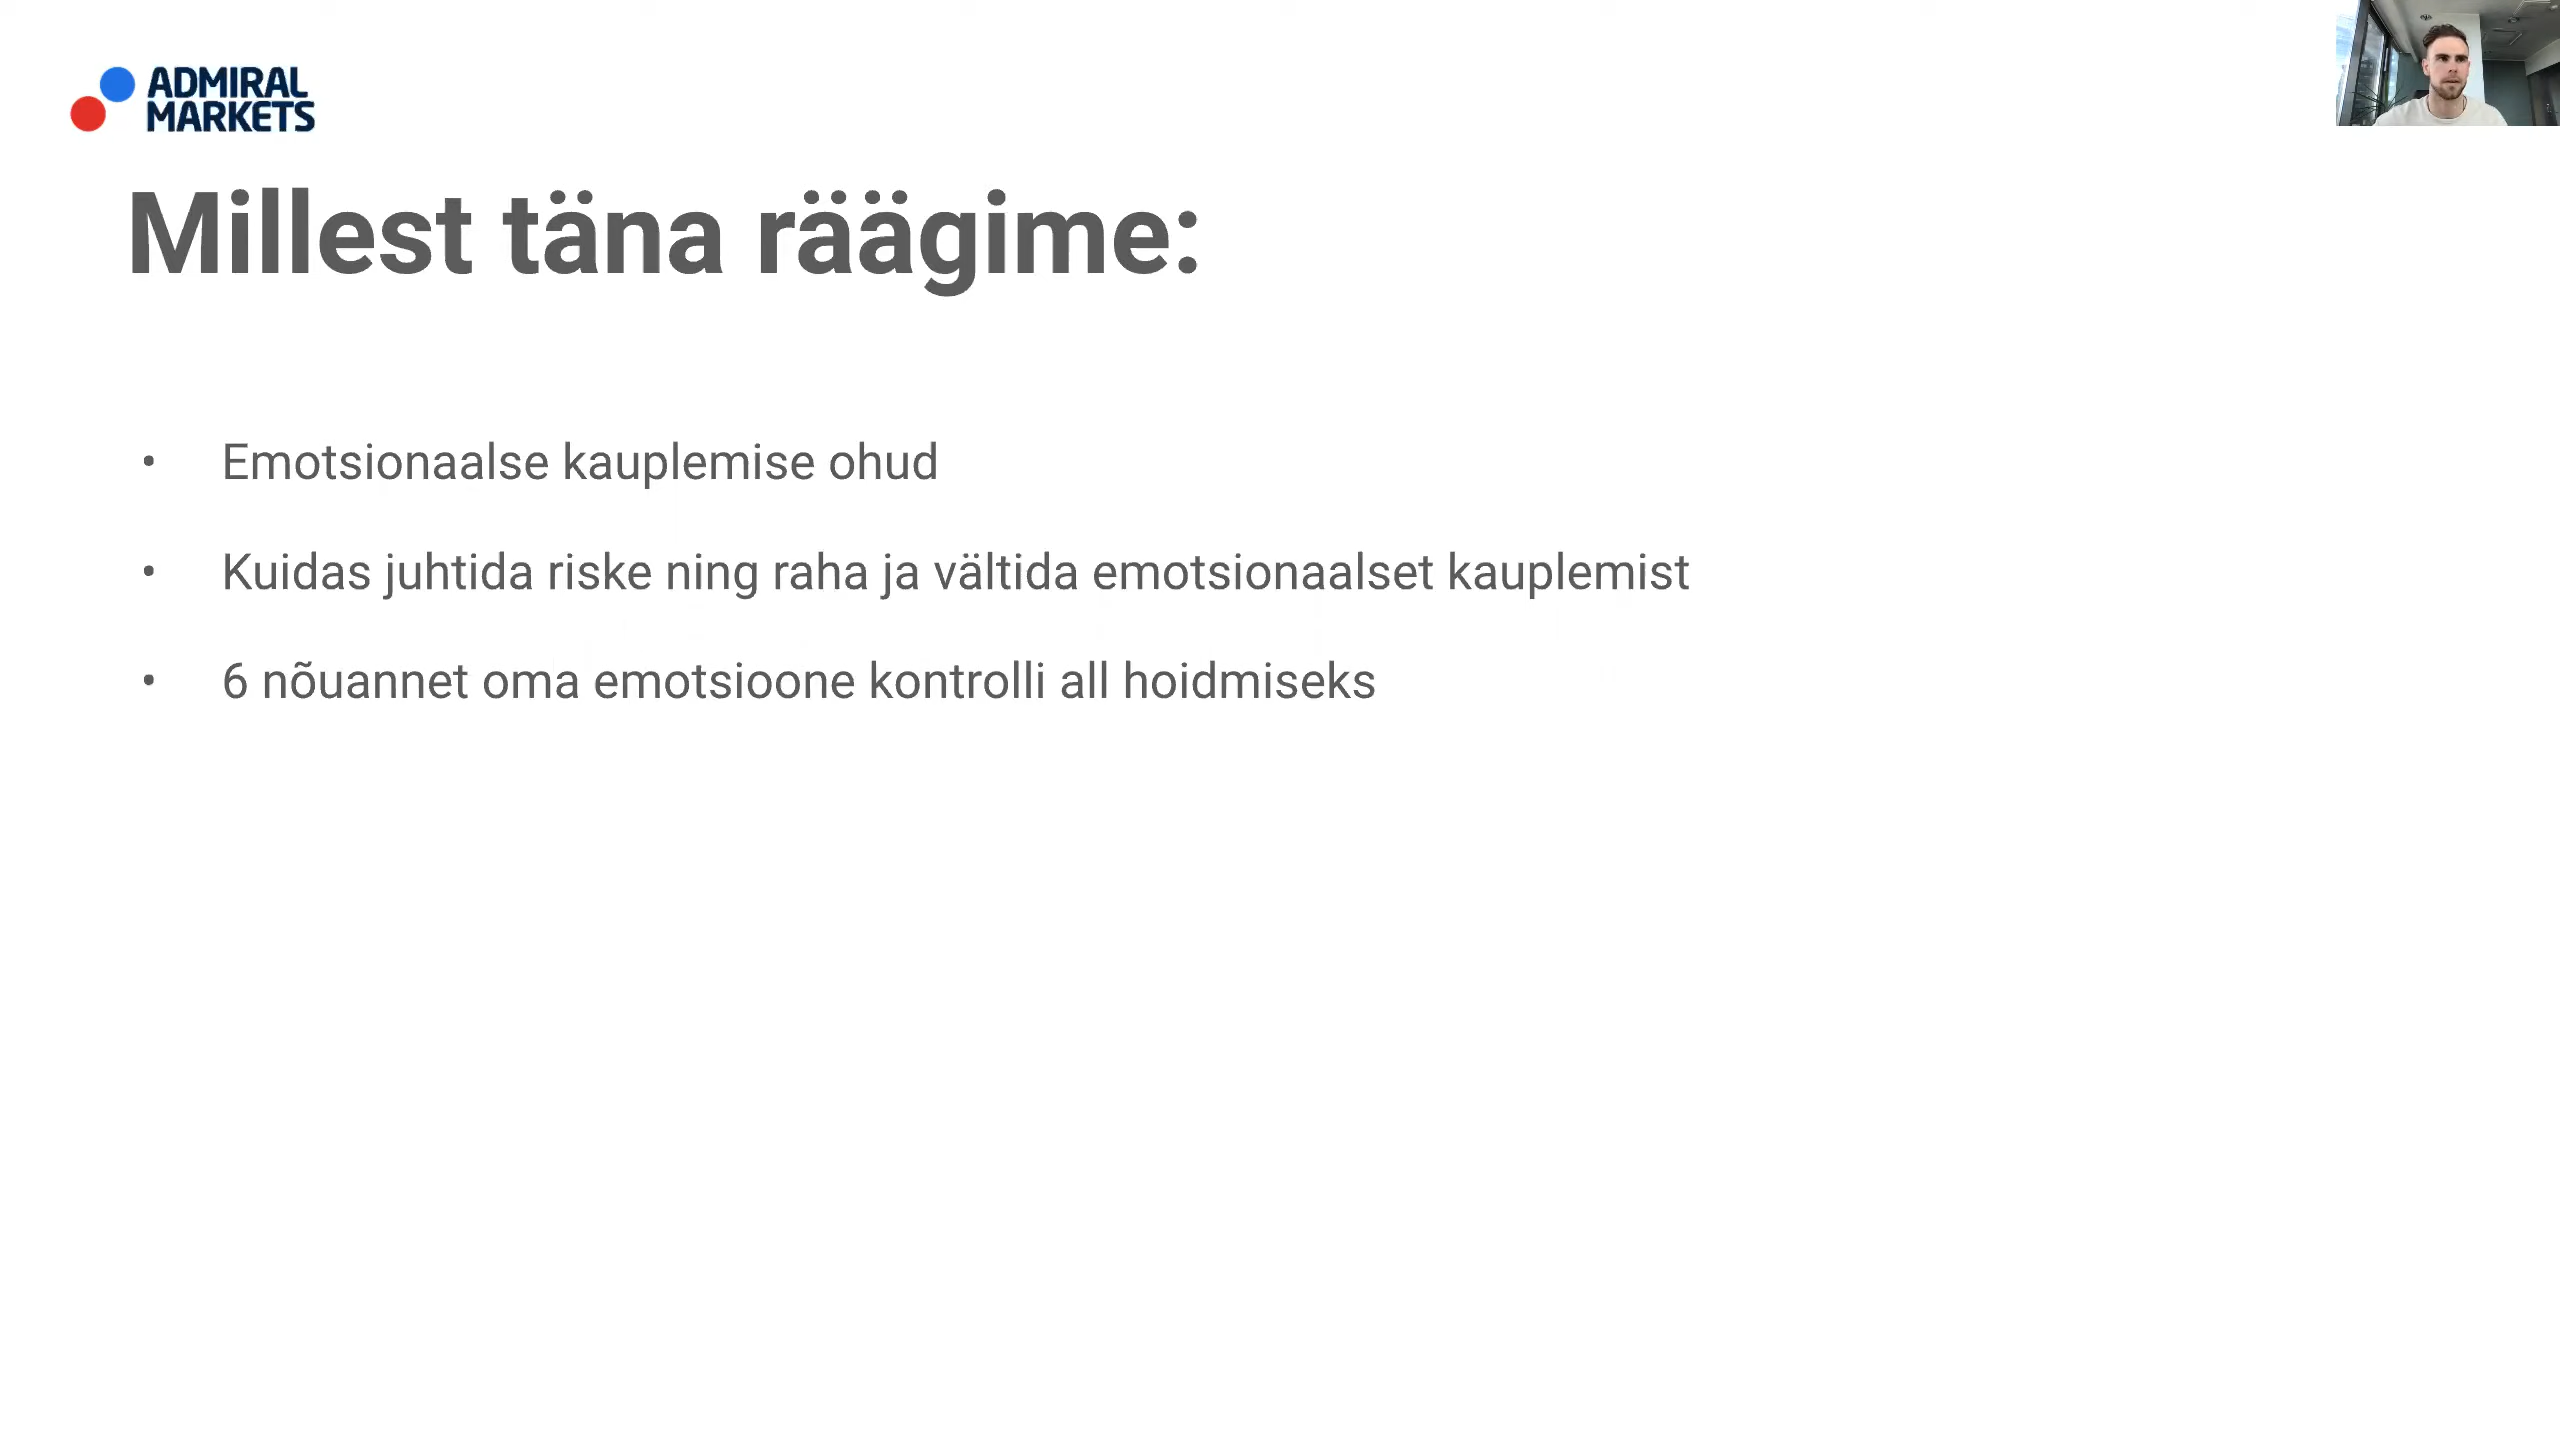 ADMIRAL
MARKETS
Millest täna räägime:
• Emotsionaalse kauplemise ohud
• Kuidas juhtida riske ning raha ja vältida emotsionaalset kauplemist
• 6 nõuannet oma emotsioone kontrolli all hoidmiseks